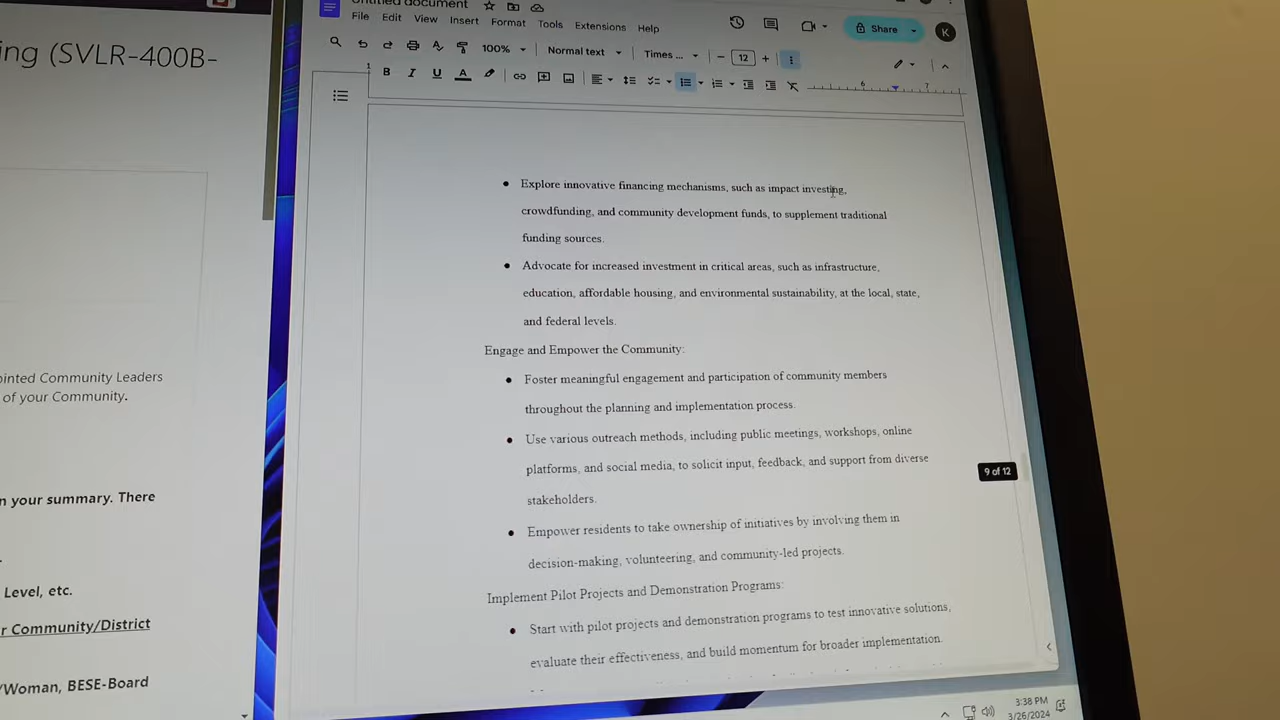 ing (SVLR-400B-
ointed Community Leaders
of your Community.
n your summary. There
Level, etc.
r Community/District
/Woman, BESE-Board
Untitled document
File Edit View Insert Format Tools Extensions Help
Share
K
100% Normal text Times ... 12
B I U A
1 6 7
Explore innovative financing mechanisms, such as impact investing,
crowdfunding, and community development funds, to supplement traditional
funding sources.
Advocate for increased investment in critical areas, such as infrastructure,
education, affordable housing, and environmental sustainability, at the local, state,
and federal levels.
Engage and Empower the Community:
Foster meaningful engagement and participation of community members
throughout the planning and implementation process.
Use various outreach methods, including public meetings, workshops, online
platforms, and social media, to solicit input, feedback, and support from diverse
stakeholders.
9 of 12
Empower residents to take ownership of initiatives by involving them in
decision-making, volunteering, and community-led projects.
Implement Pilot Projects and Demonstration Programs:
Start with pilot projects and demonstration programs to test innovative solutions,
evaluate their effectiveness, and build momentum for broader implementation.
3:38 PM
3/26/2024